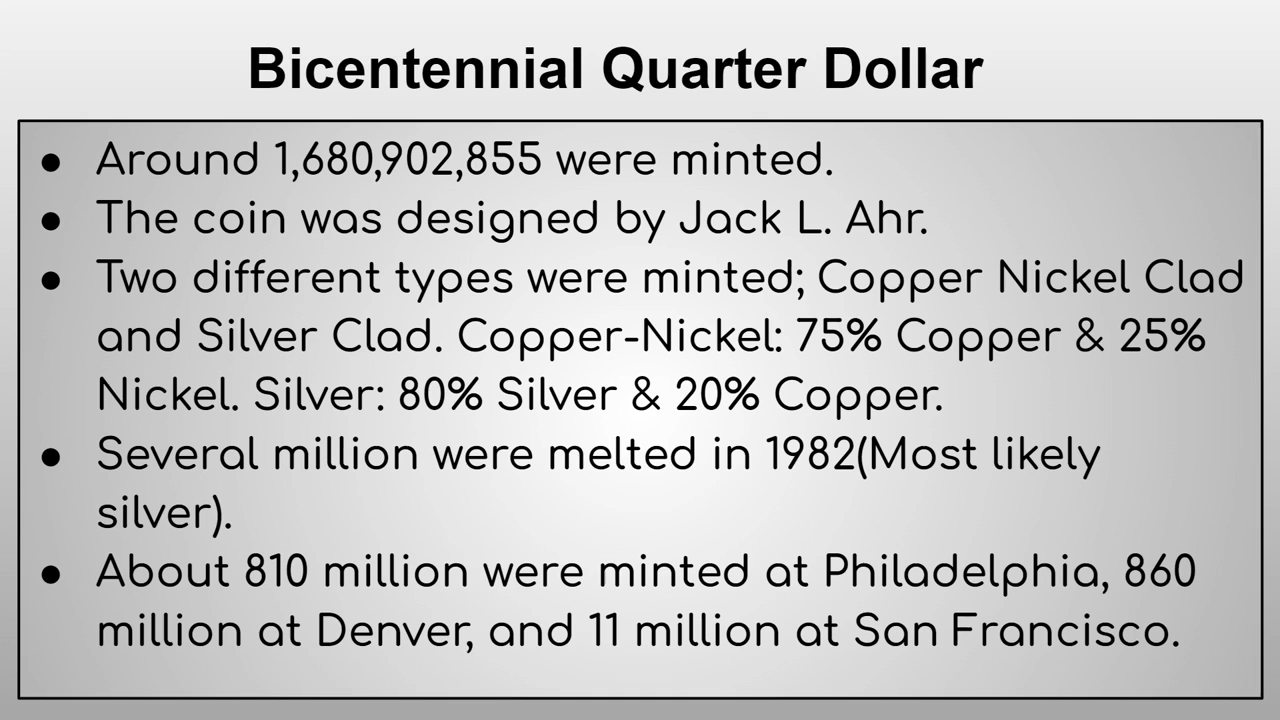 Bicentennial Quarter Dollar
● Around 1,680,902,855 were minted.
● The coin was designed by Jack L. Ahr.
● Two different types were minted; Copper Nickel Clad
and Silver Clad. Copper-Nickel: 75% Copper & 25%
Nickel. Silver: 80% Silver & 20% Copper.
● Several million were melted in 1982(Most likely
silver).
● About 810 million were minted at Philadelphia, 860
million at Denver, and 11 million at San Francisco.